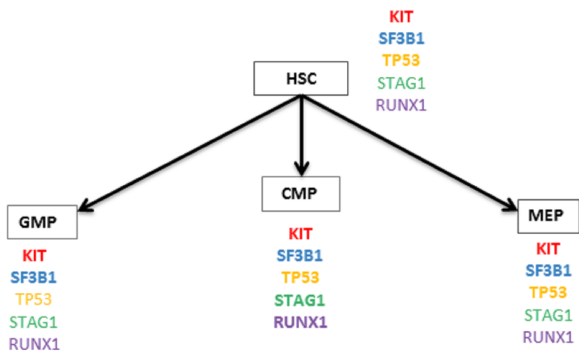 KIT
SF3B1
TP53
STAG1
RUNX1
HSC
CMP
GMP
MEP
KIT
SF3B1
TP53
STAG1
RUNX1
KIT
SF3B1
TP53
STAG1
RUNX1
KIT
SF3B1
TP53
STAG1
RUNX1